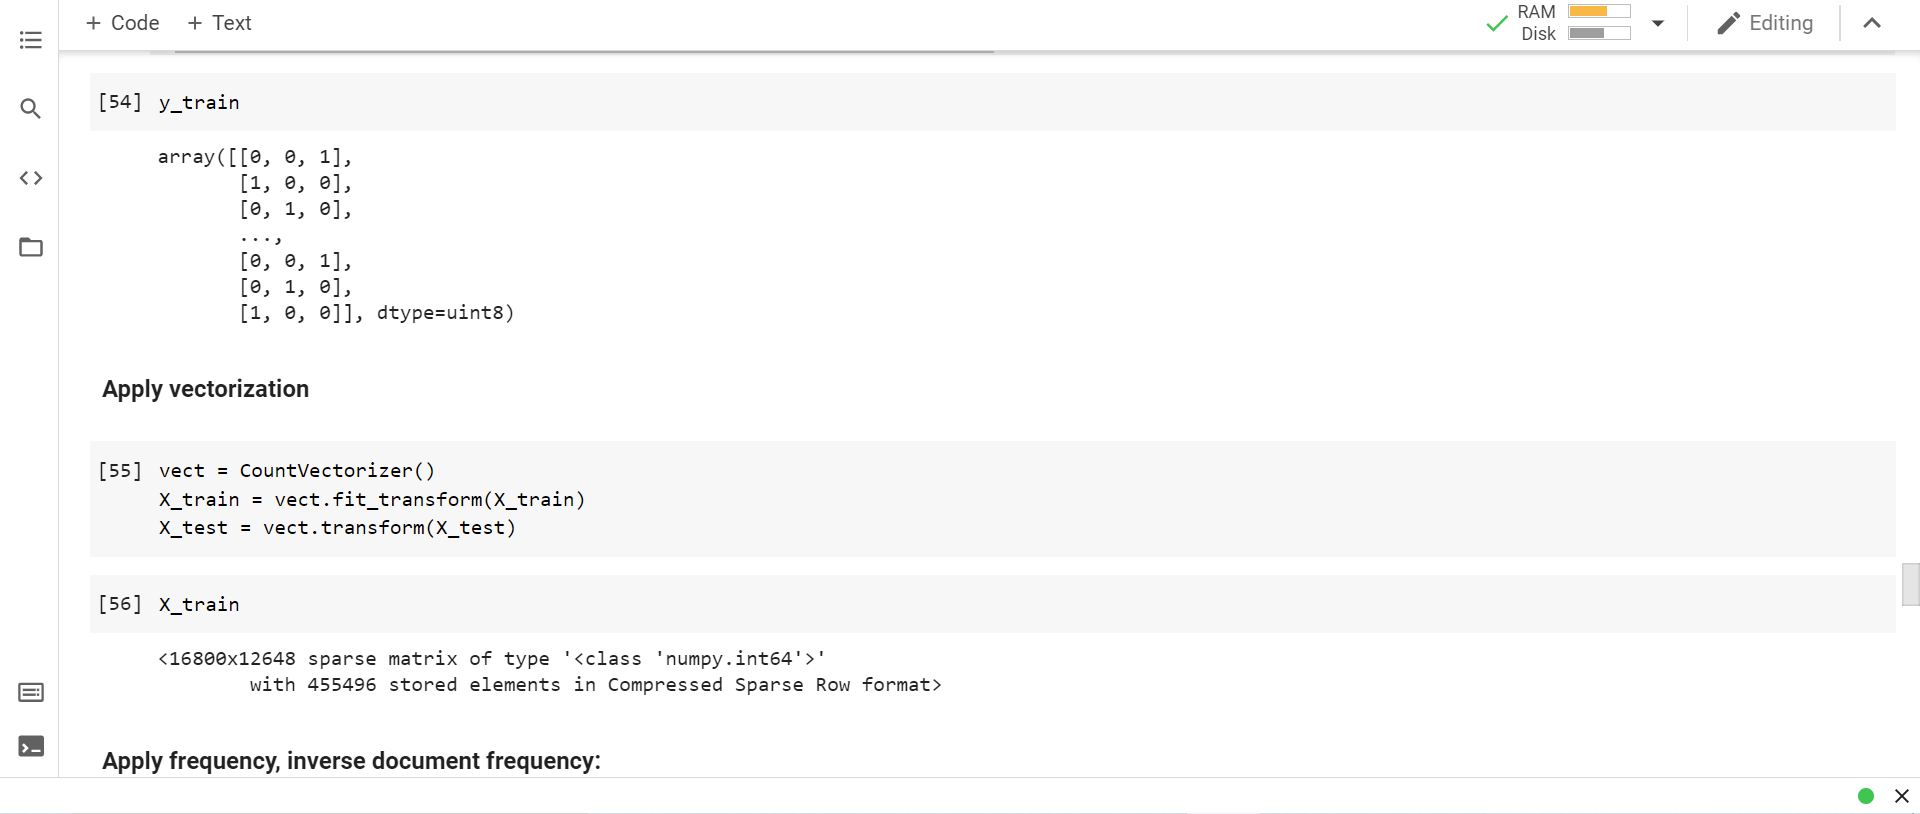 + Code + Text
RAM
Disk
Editing
[54] y_train
array([[0, 0, 1],
[1, 0, 0],
[0, 1, 0],
...,
[0, 0, 1],
[0, 1, 0],
[1, 0, 0]], dtype=uint8)
Apply vectorization
[55] vect = CountVectorizer()
X_train = vect.fit_transform(X_train)
X_test = vect.transform(X_test)
[56] X_train
<16800x12648 sparse matrix of type '<class 'numpy.int64'>'
with 455496 stored elements in Compressed Sparse Row format>
Apply frequency, inverse document frequency: